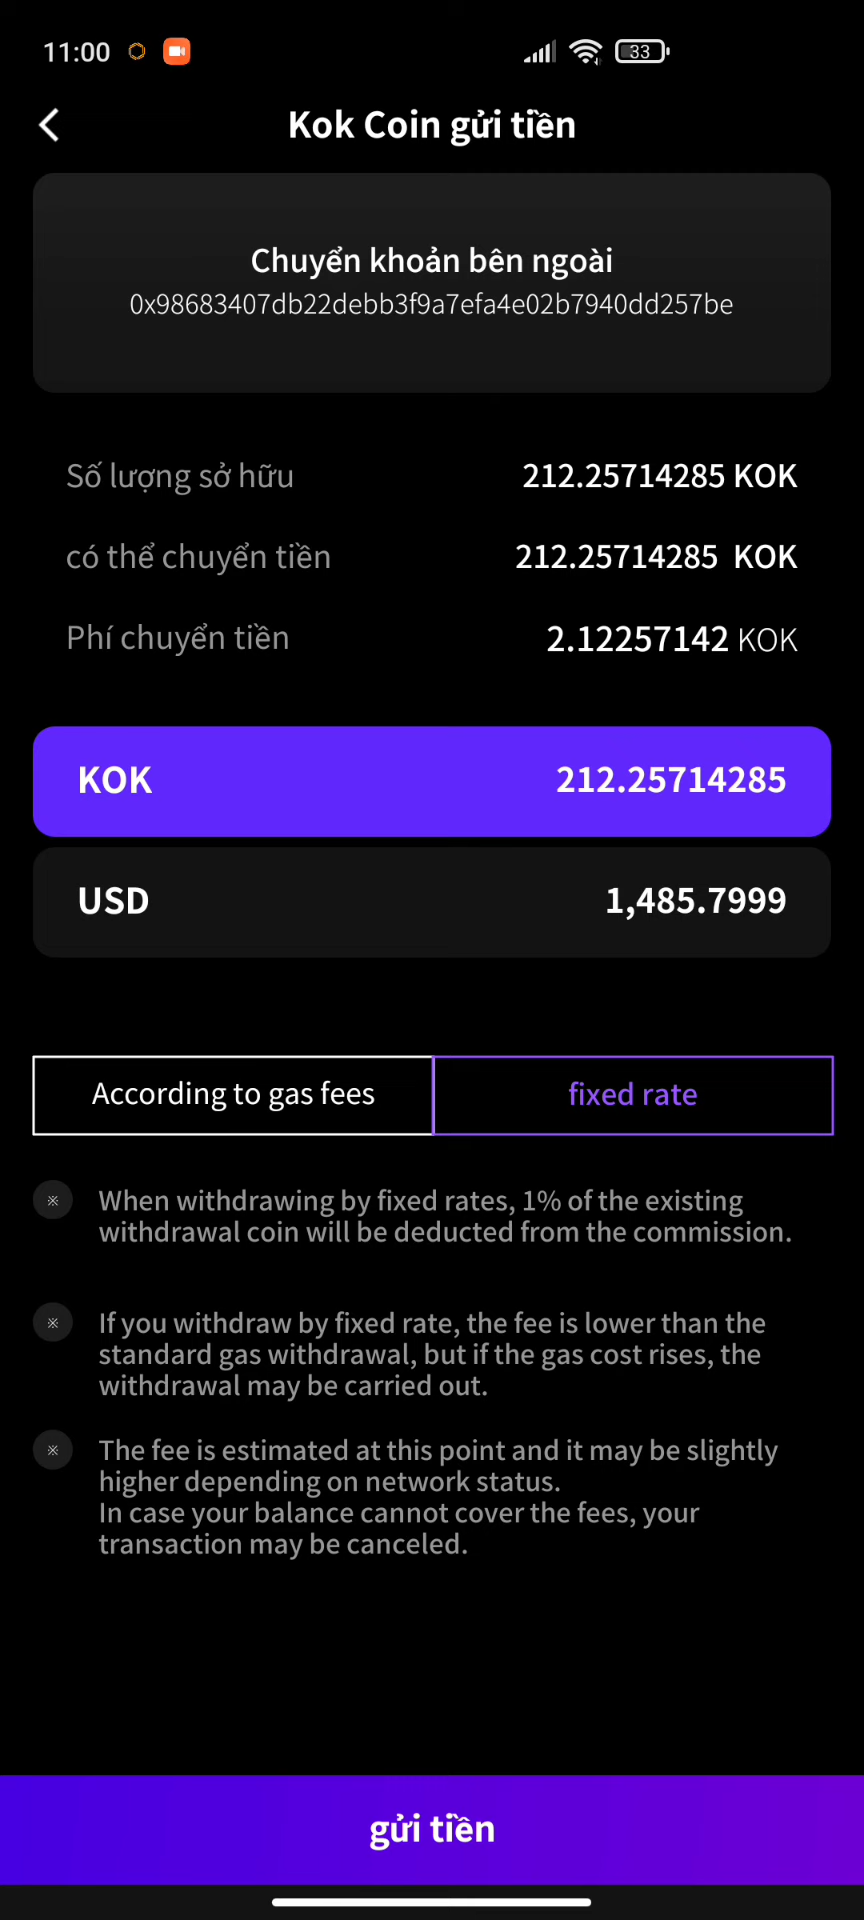 11:00
33
Kok Coin gửi tiền
Chuyển khoản bên ngoài
0x98683407db22debb3f9a7efa4e02b7940dd257be
Số lượng sở hữu 212.25714285 KOK
có thể chuyển tiền 212.25714285 KOK
Phí chuyển tiền 2.12257142 KOK
KOK 212.25714285
USD 1,485.7999
According to gas fees fixed rate
※ When withdrawing by fixed rates, 1% of the existing
withdrawal coin will be deducted from the commission.
※ If you withdraw by fixed rate, the fee is lower than the
standard gas withdrawal, but if the gas cost rises, the
withdrawal may be carried out.
※ The fee is estimated at this point and it may be slightly
higher depending on network status.
In case your balance cannot cover the fees, your
transaction may be canceled.
gửi tiền